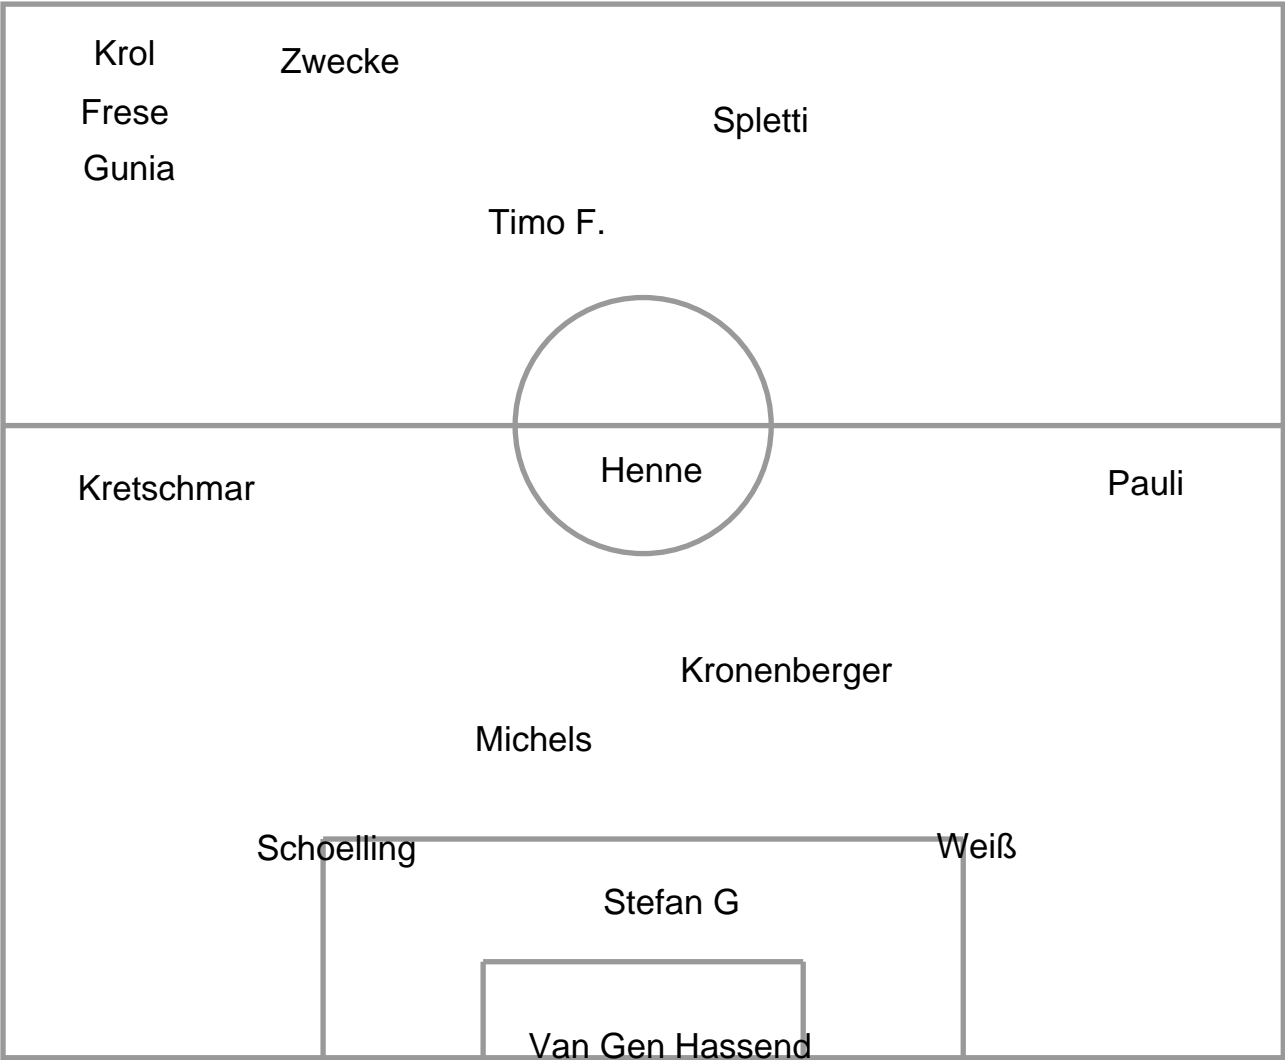 Krol
Zwecke
Frese
Spletti
Gunia
Timo F.
Henne
Kretschmar
Pauli
Kronenberger
Michels
Schoelling
Weiß
Stefan G
Van Gen Hassend